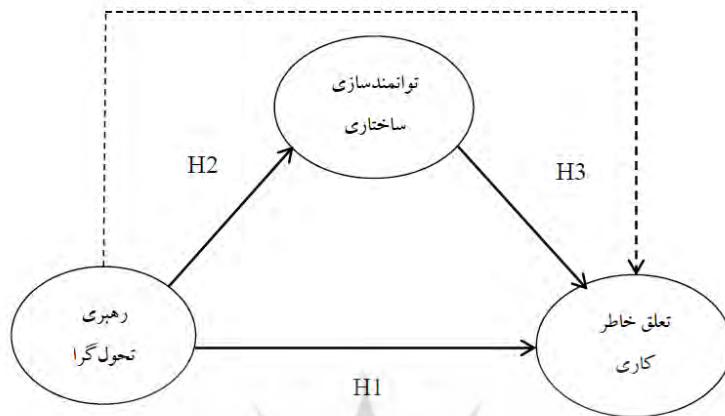 توانمندسازی
ساختاری
H2
H3
رهبری
تحول‌گرا
تعلق خاطر
کاری
H1